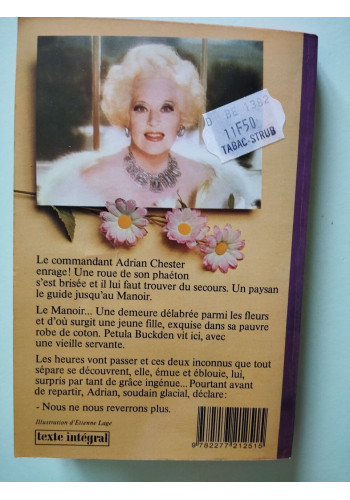 11F50
TABAC-STRUB
Le commandant Adrian Chester
enrage! Une roue de son phaéton
s'est brisée et il lui faut trouver du secours. Un paysan
le guide jusqu'au Manoir.
Le Manoir... Une demeure délabrée parmi les fleurs
et d'où surgit une jeune fille, exquise dans sa pauvre
robe de coton. Petula Buckden vit ici, avec
une vieille servante.
Les heures vont passer et ces deux inconnus que tout
sépare se découvrent, elle, émue et éblouie, lui,
surpris par tant de grâce ingénue... Pourtant avant
de repartir, Adrian, soudain glacial, déclare:
- Nous ne nous reverrons plus.
Illustration d'Etienne Lage
texte intégral
9 782277 212515